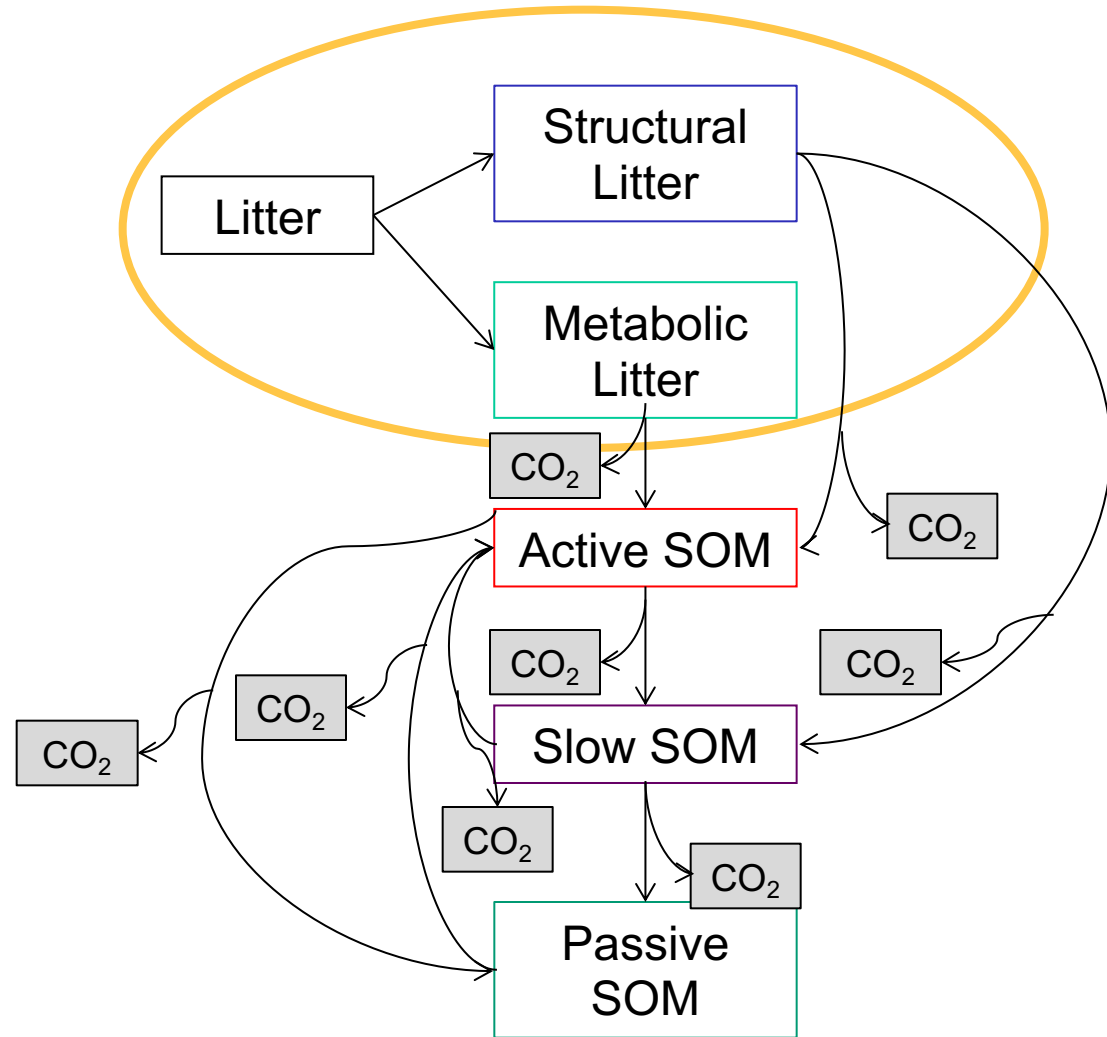 Structural
Litter
Litter
Metabolic
Litter
CO₂
Active SOM
CO₂
CO₂
CO₂
CO₂
CO₂
Slow SOM
CO₂
CO₂
Passive
SOM